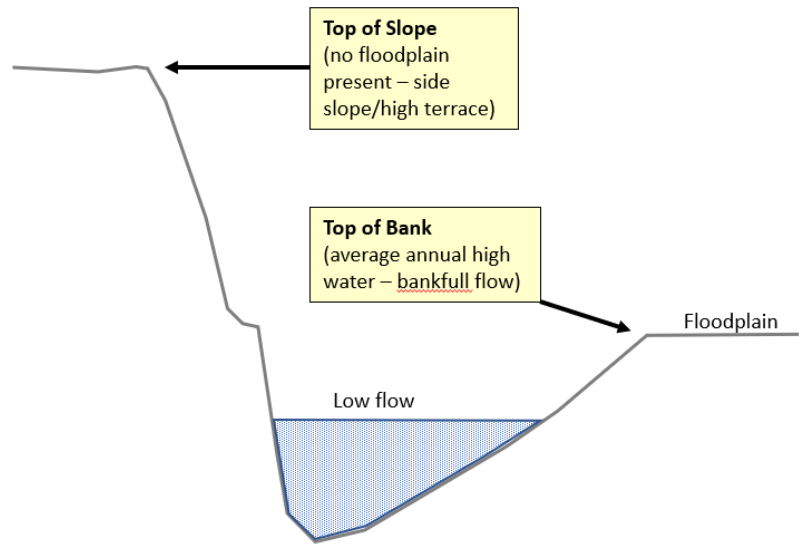 Top of Slope
(no floodplain
present – side
slope/high terrace)
Top of Bank
(average annual high
water – bankfull flow)
Floodplain
Low flow